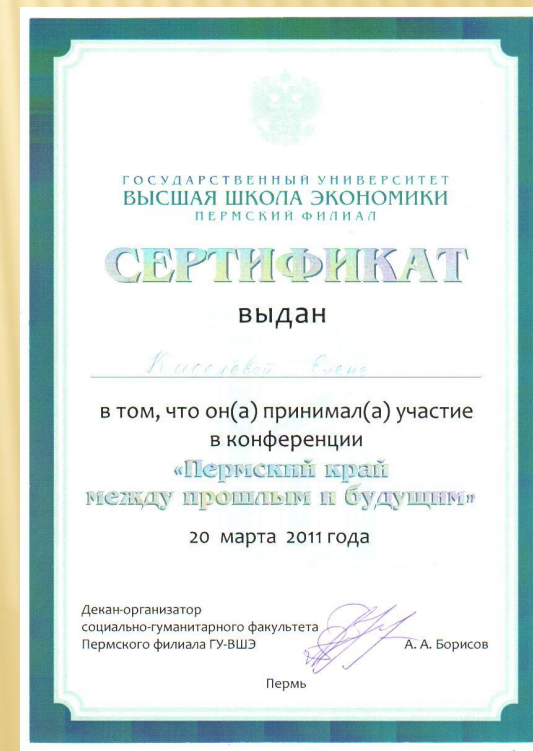 ГОСУДАРСТВЕННЫЙ УНИВЕРСИТЕТ
ВЫСШАЯ ШКОЛА ЭКОНОМИКИ
ПЕРМСКИЙ ФИЛИАЛ
СЕРТИФИКАТ
выдан
Киселёвой Елене
в том, что он(а) принимал(а) участие
в конференции
«Пермский край
между прошлым и будущим»
20 марта 2011 года
Декан-организатор
социально-гуманитарного факультета
Пермского филиала ГУ-ВШЭ А. А. Борисов
Пермь